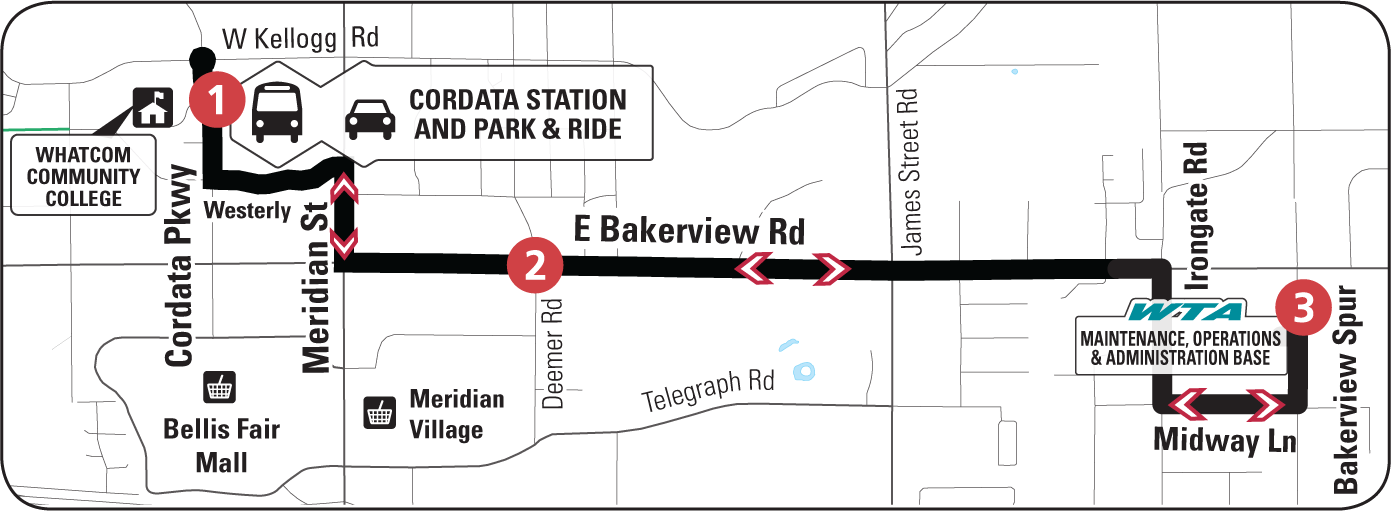 W Kellogg Rd
1
CORDATA STATION
AND PARK & RIDE
WHATCOM
COMMUNITY
COLLEGE
Cordata Pkwy
Westerly
Meridian St
E Bakerview Rd
2
James Street Rd
Irongate Rd
Deemer Rd
WTA
MAINTENANCE, OPERATIONS
& ADMINISTRATION BASE
3
Bakerview Spur
Midway Ln
Telegraph Rd
Bellis Fair
Mall
Meridian
Village